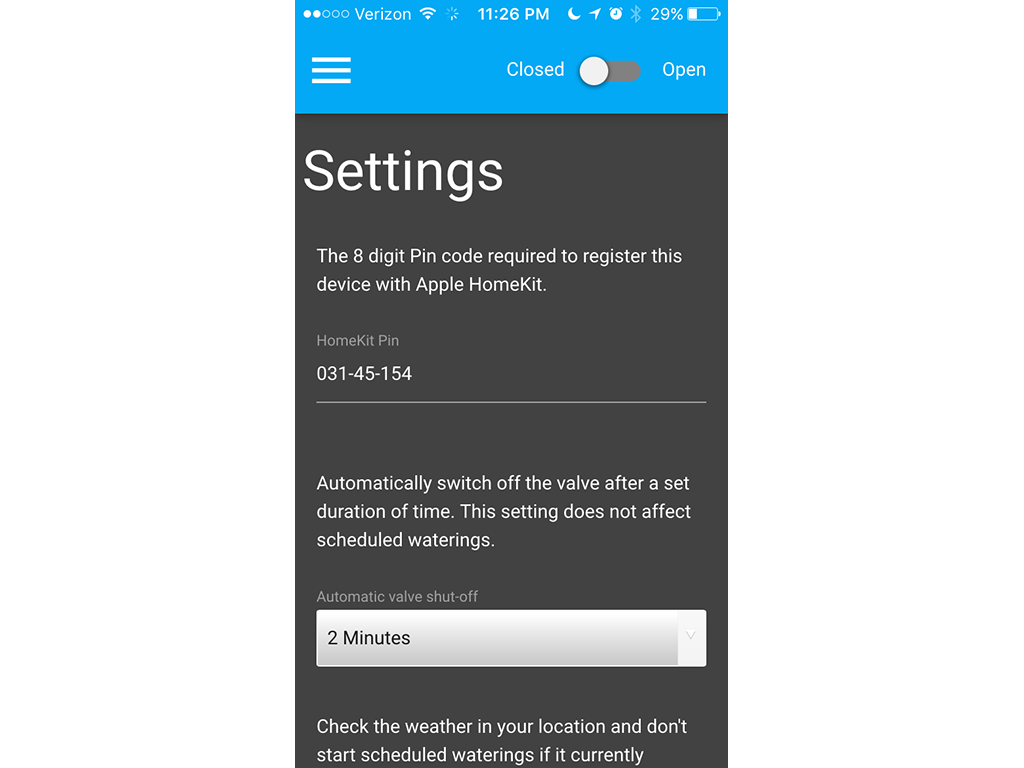 Verizon 11:26 PM 29%
Closed Open
Settings
The 8 digit Pin code required to register this
device with Apple HomeKit.
HomeKit Pin
031-45-154
Automatically switch off the valve after a set
duration of time. This setting does not affect
scheduled waterings.
Automatic valve shut-off
2 Minutes
Check the weather in your location and don't
start scheduled waterings if it currently